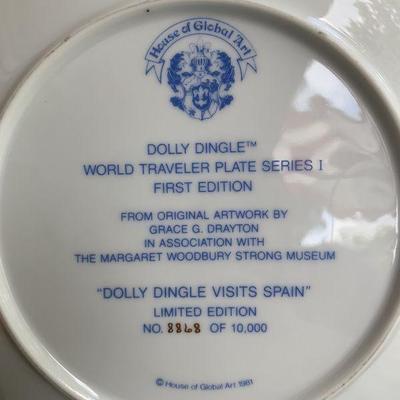 House of Global Art
DOLLY DINGLE™
WORLD TRAVELER PLATE SERIES I
FIRST EDITION
FROM ORIGINAL ARTWORK BY
GRACE G. DRAYTON
IN ASSOCIATION WITH
THE MARGARET WOODBURY STRONG MUSEUM
"DOLLY DINGLE VISITS SPAIN"
LIMITED EDITION
NO. 8868 OF 10,000
© House of Global Art 1981